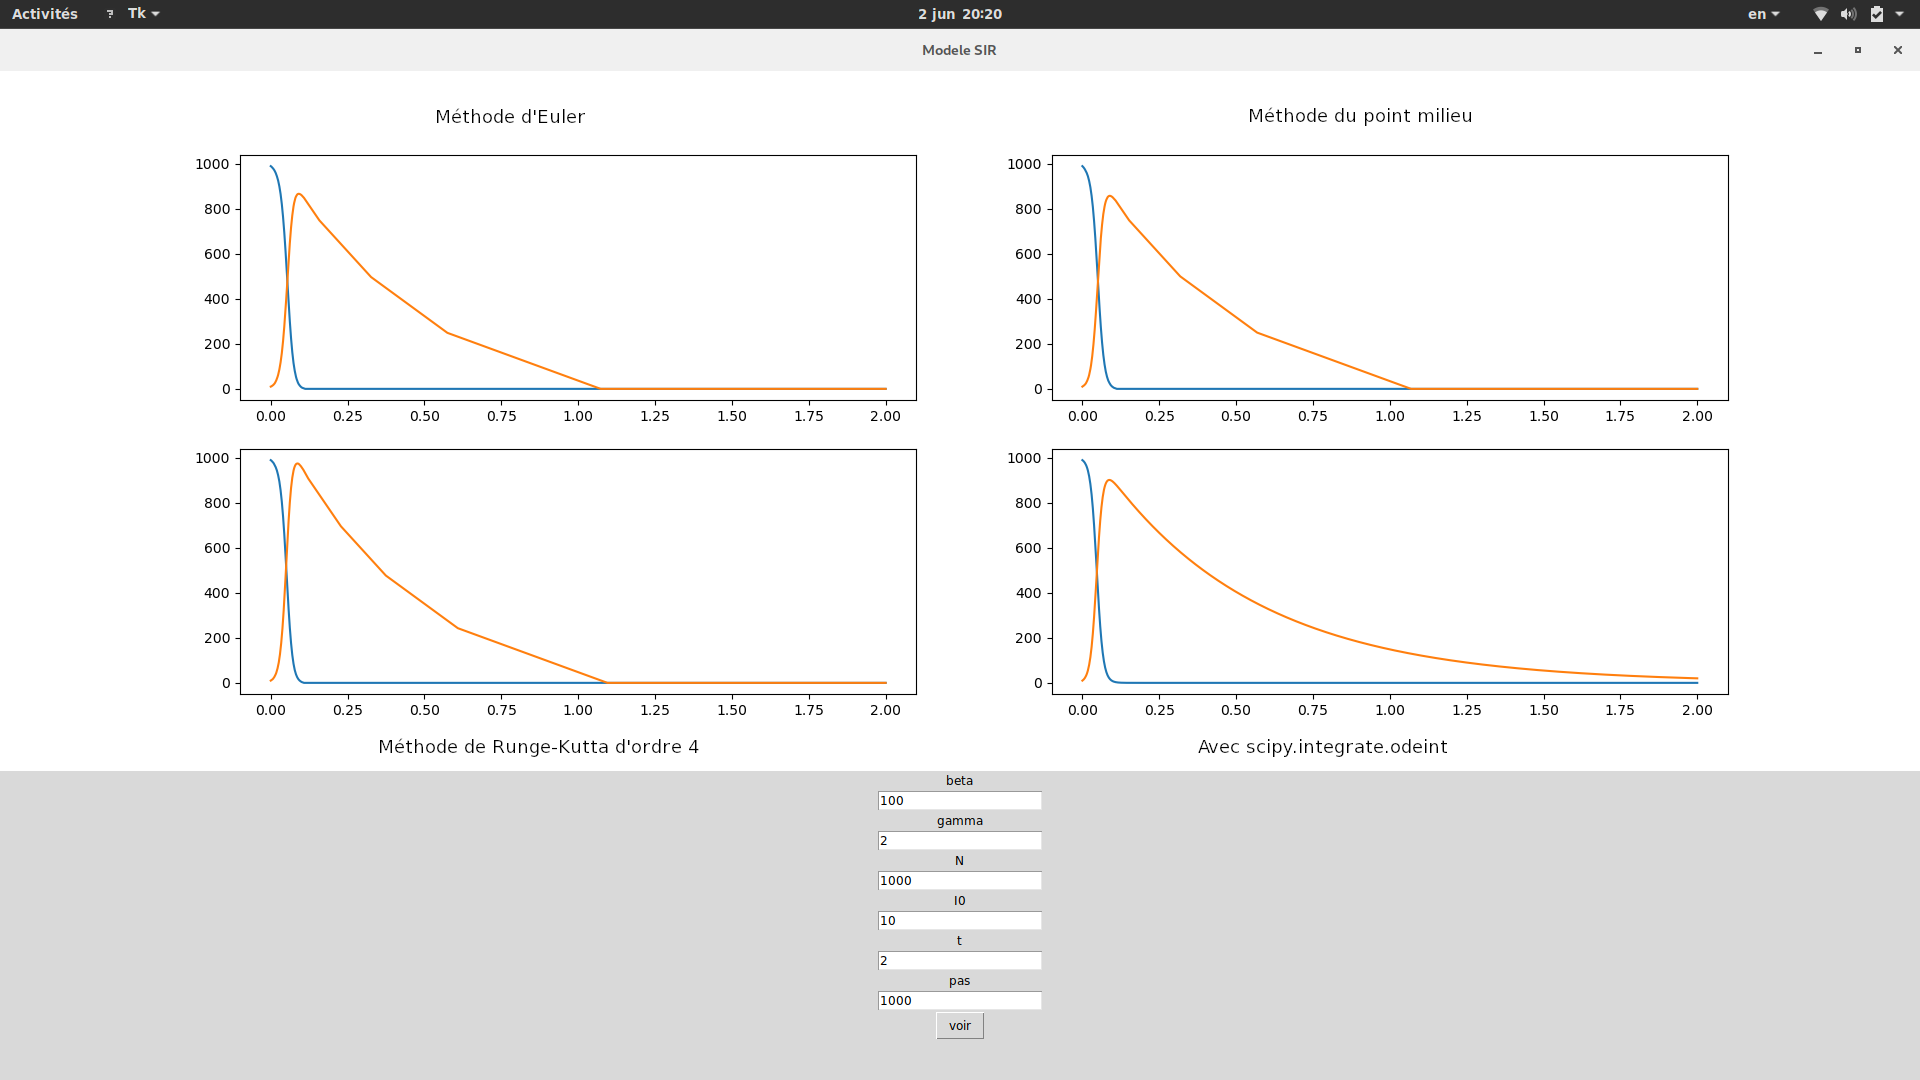 Activités
Tk
2 jun 20:20
en
Modele SIR
Méthode d'Euler
Méthode du point milieu
1000
800
600
400
200
0
0.00 0.25 0.50 0.75 1.00 1.25 1.50 1.75 2.00
1000
800
600
400
200
0
0.00 0.25 0.50 0.75 1.00 1.25 1.50 1.75 2.00
1000
800
600
400
200
0
0.00 0.25 0.50 0.75 1.00 1.25 1.50 1.75 2.00
1000
800
600
400
200
0
0.00 0.25 0.50 0.75 1.00 1.25 1.50 1.75 2.00
Méthode de Runge-Kutta d'ordre 4
Avec scipy.integrate.odeint
beta
100
gamma
2
N
1000
I0
10
t
2
pas
1000
voir